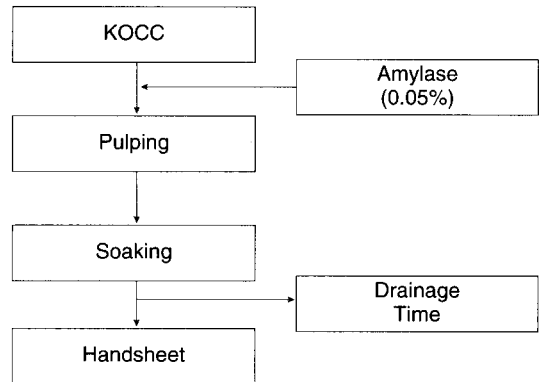 KOCC
Amylase
(0.05%)
Pulping
Soaking
Drainage
Time
Handsheet